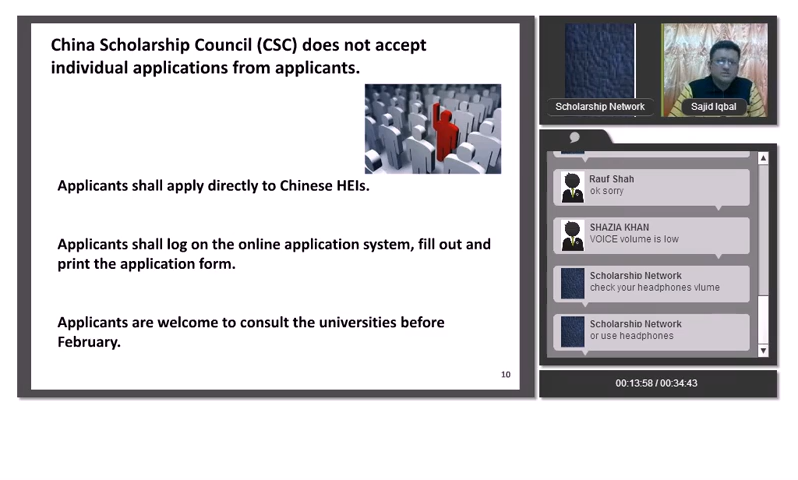 China Scholarship Council (CSC) does not accept
individual applications from applicants.
Applicants shall apply directly to Chinese HEIs.
Applicants shall log on the online application system, fill out and
print the application form.
Applicants are welcome to consult the universities before
February.
10
Scholarship Network
Sajid Iqbal
Rauf Shah
ok sorry
SHAZIA KHAN
VOICE volume is low
Scholarship Network
check your headphones vlume
Scholarship Network
or use headphones
00:13:58 / 00:34:43